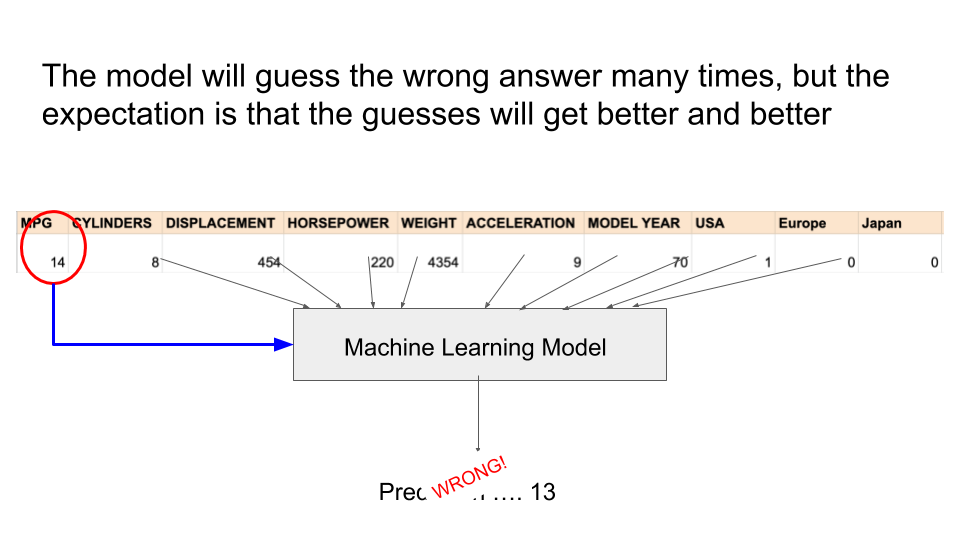 The model will guess the wrong answer many times, but the
expectation is that the guesses will get better and better
MPG CYLINDERS DISPLACEMENT HORSEPOWER WEIGHT ACCELERATION MODEL YEAR USA Europe Japan
14 8 454 220 4354 9 70 1 0 0
Machine Learning Model
WRONG!
.... 13